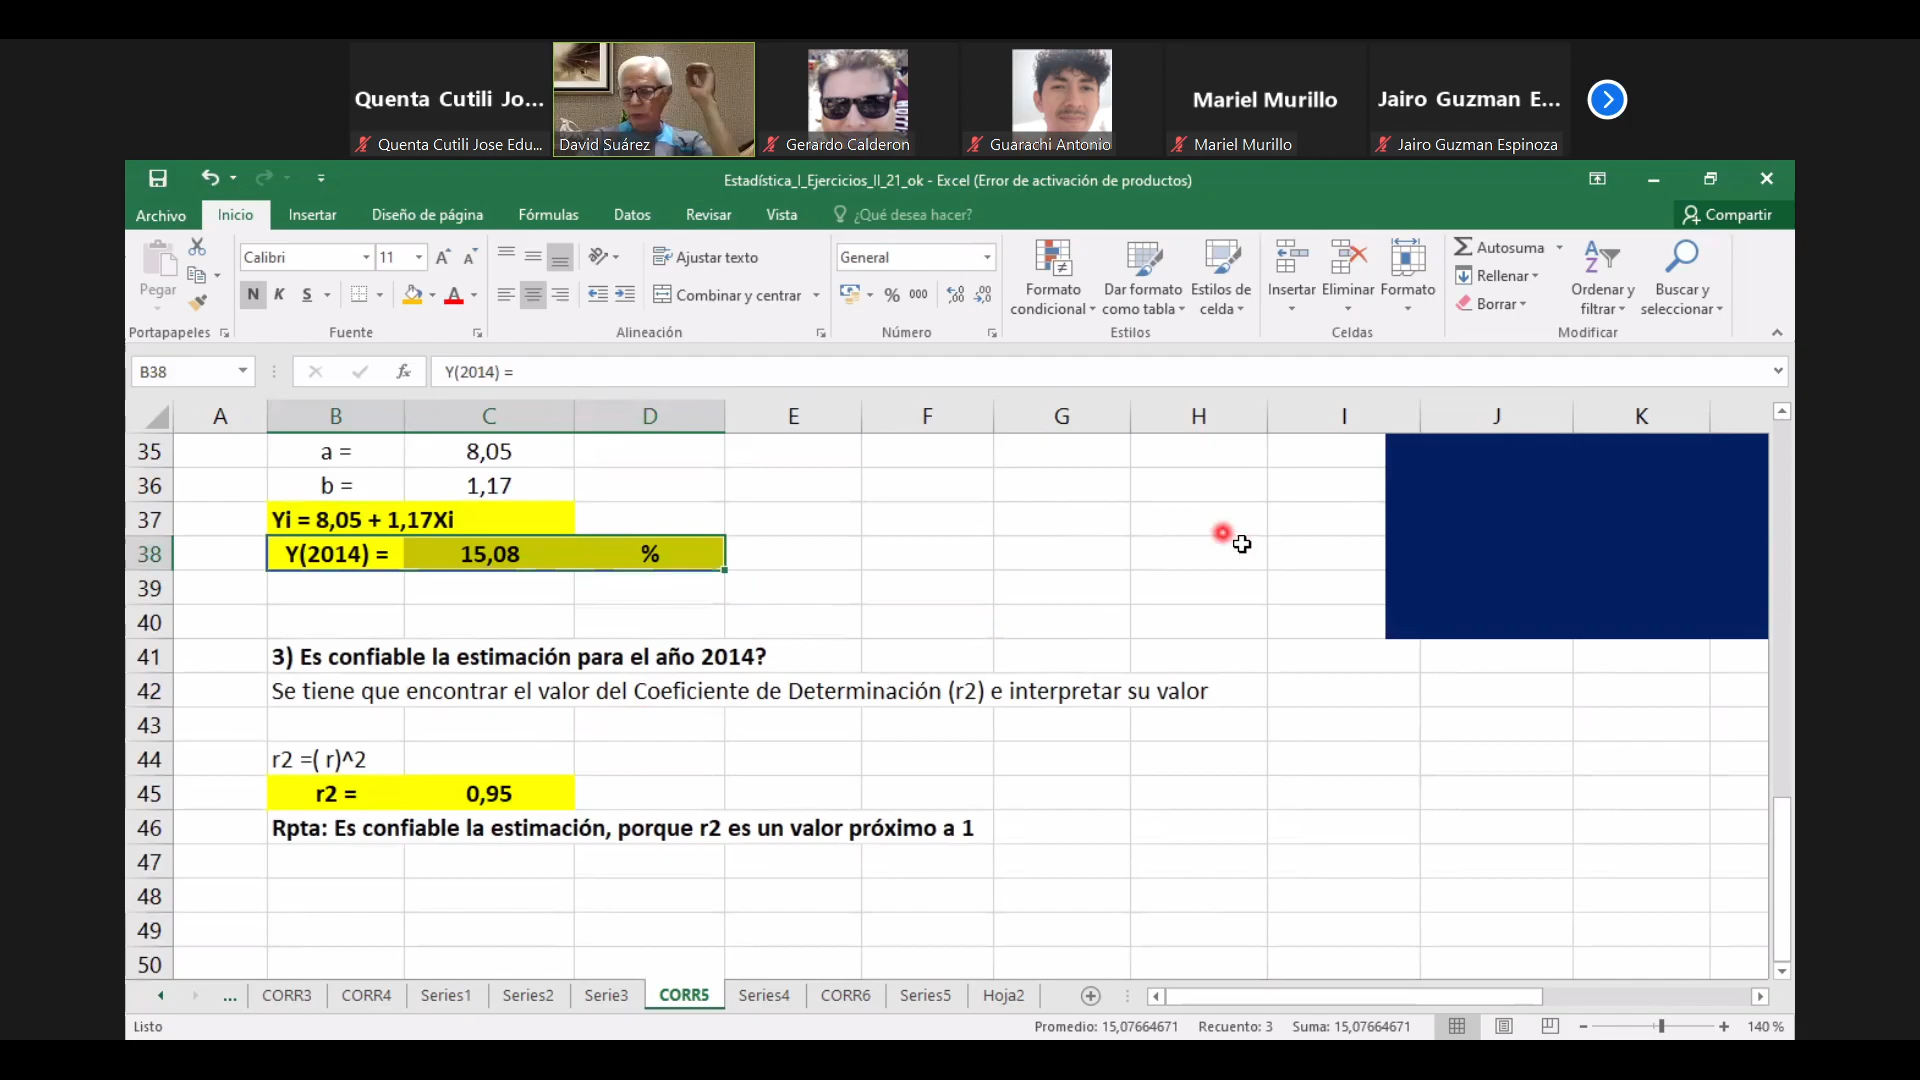 Quenta Cutili Jo...
Mariel Murillo
Jairo Guzman E...
Quenta Cutili Jose Edu...
David Suárez
Gerardo Calderon
Guarachi Antonio
Mariel Murillo
Jairo Guzman Espinoza
Estadística_I_Ejercicios_II_21_ok - Excel (Error de activación de productos)
Archivo Inicio Insertar Diseño de página Fórmulas Datos Revisar Vista ¿Qué desea hacer? Compartir
Pegar
Calibri 11
N K S
Ajustar texto
Combinar y centrar
General
% 000
Formato condicional
Dar formato como tabla
Estilos de celda
Insertar Eliminar Formato
Autosuma
Rellenar
Borrar
Ordenar y filtrar
Buscar y seleccionar
Portapapeles Fuente Alineación Número Estilos Celdas Modificar
B38 fx Y(2014) =
A B C D E F G H I J K
35 a = 8,05
36 b = 1,17
37 Yi = 8,05 + 1,17Xi
38 Y(2014) = 15,08 %
39
40
41 3) Es confiable la estimación para el año 2014?
42 Se tiene que encontrar el valor del Coeficiente de Determinación (r2) e interpretar su valor
43
44 r2 =( r)^2
45 r2 = 0,95
46 Rpta: Es confiable la estimación, porque r2 es un valor próximo a 1
47
48
49
50
... CORR3 CORR4 Series1 Series2 Serie3 CORR5 Series4 CORR6 Series5 Hoja2
Listo Promedio: 15,07664671 Recuento: 3 Suma: 15,07664671 140 %